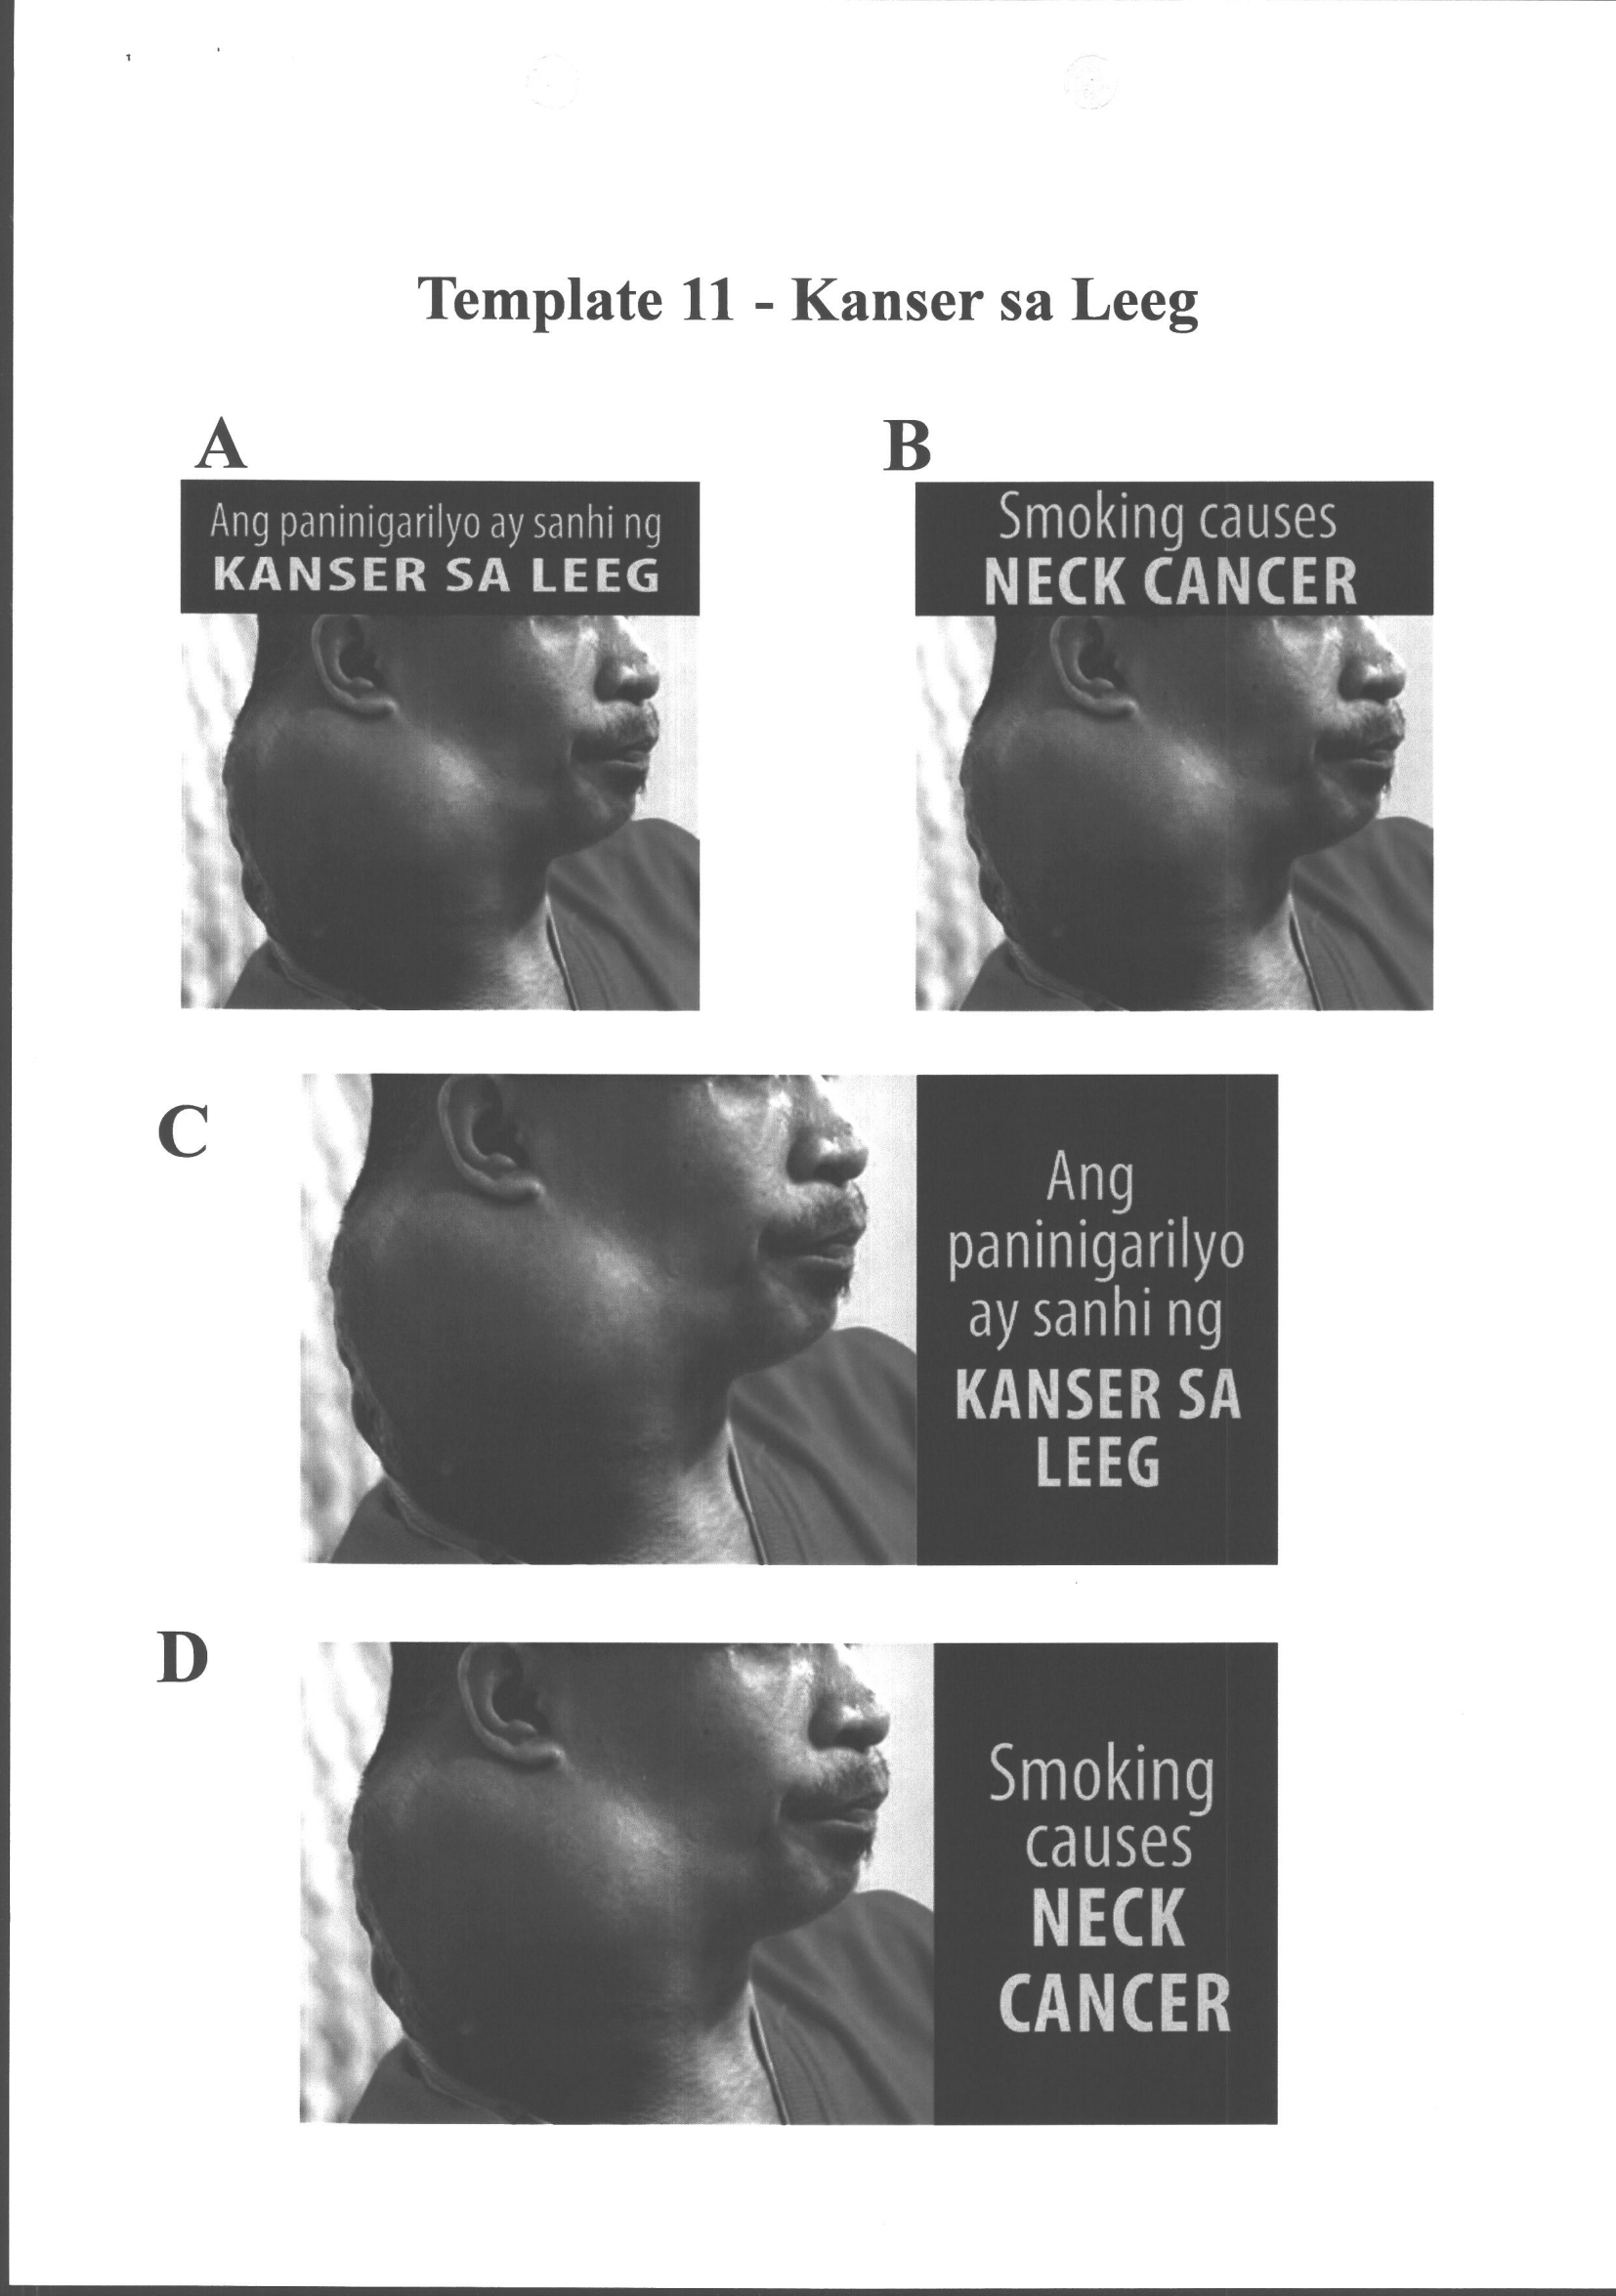 Template 11 - Kanser sa Leeg
A
B
Ang paninigarilyo ay sanhi ng
KANSER SA LEEG
Smoking causes
NECK CANCER
C
Ang
paninigarilyo
ay sanhi ng
KANSER SA
LEEG
D
Smoking
causes
NECK
CANCER